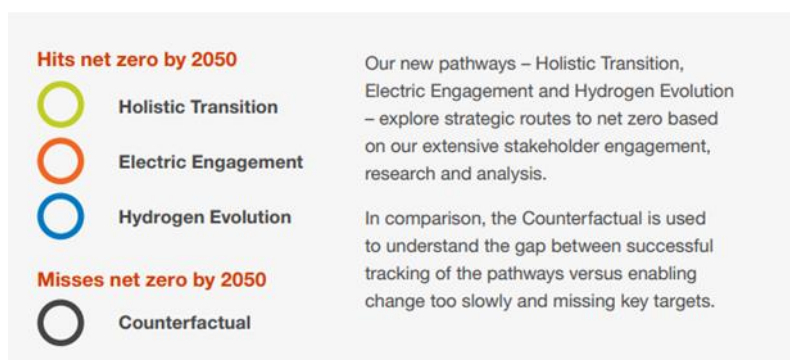 Hits net zero by 2050
Holistic Transition
Electric Engagement
Hydrogen Evolution
Misses net zero by 2050
Counterfactual
Our new pathways – Holistic Transition,
Electric Engagement and Hydrogen Evolution
– explore strategic routes to net zero based
on our extensive stakeholder engagement,
research and analysis.
In comparison, the Counterfactual is used
to understand the gap between successful
tracking of the pathways versus enabling
change too slowly and missing key targets.